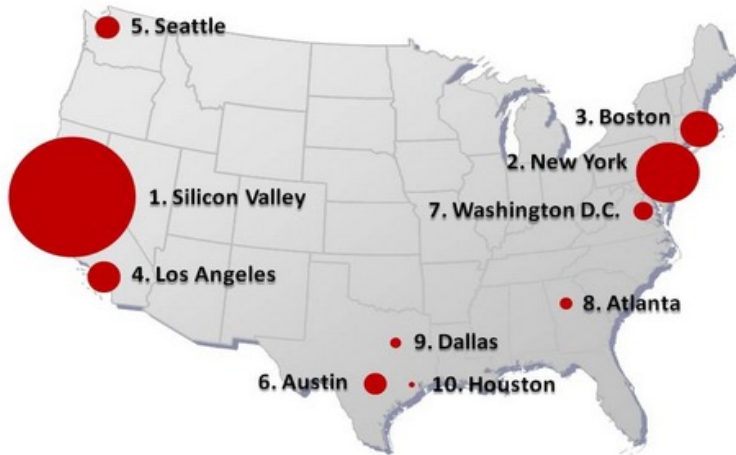 5. Seattle
3. Boston
2. New York
1. Silicon Valley
7. Washington D.C.
4. Los Angeles
8. Atlanta
9. Dallas
6. Austin
10. Houston